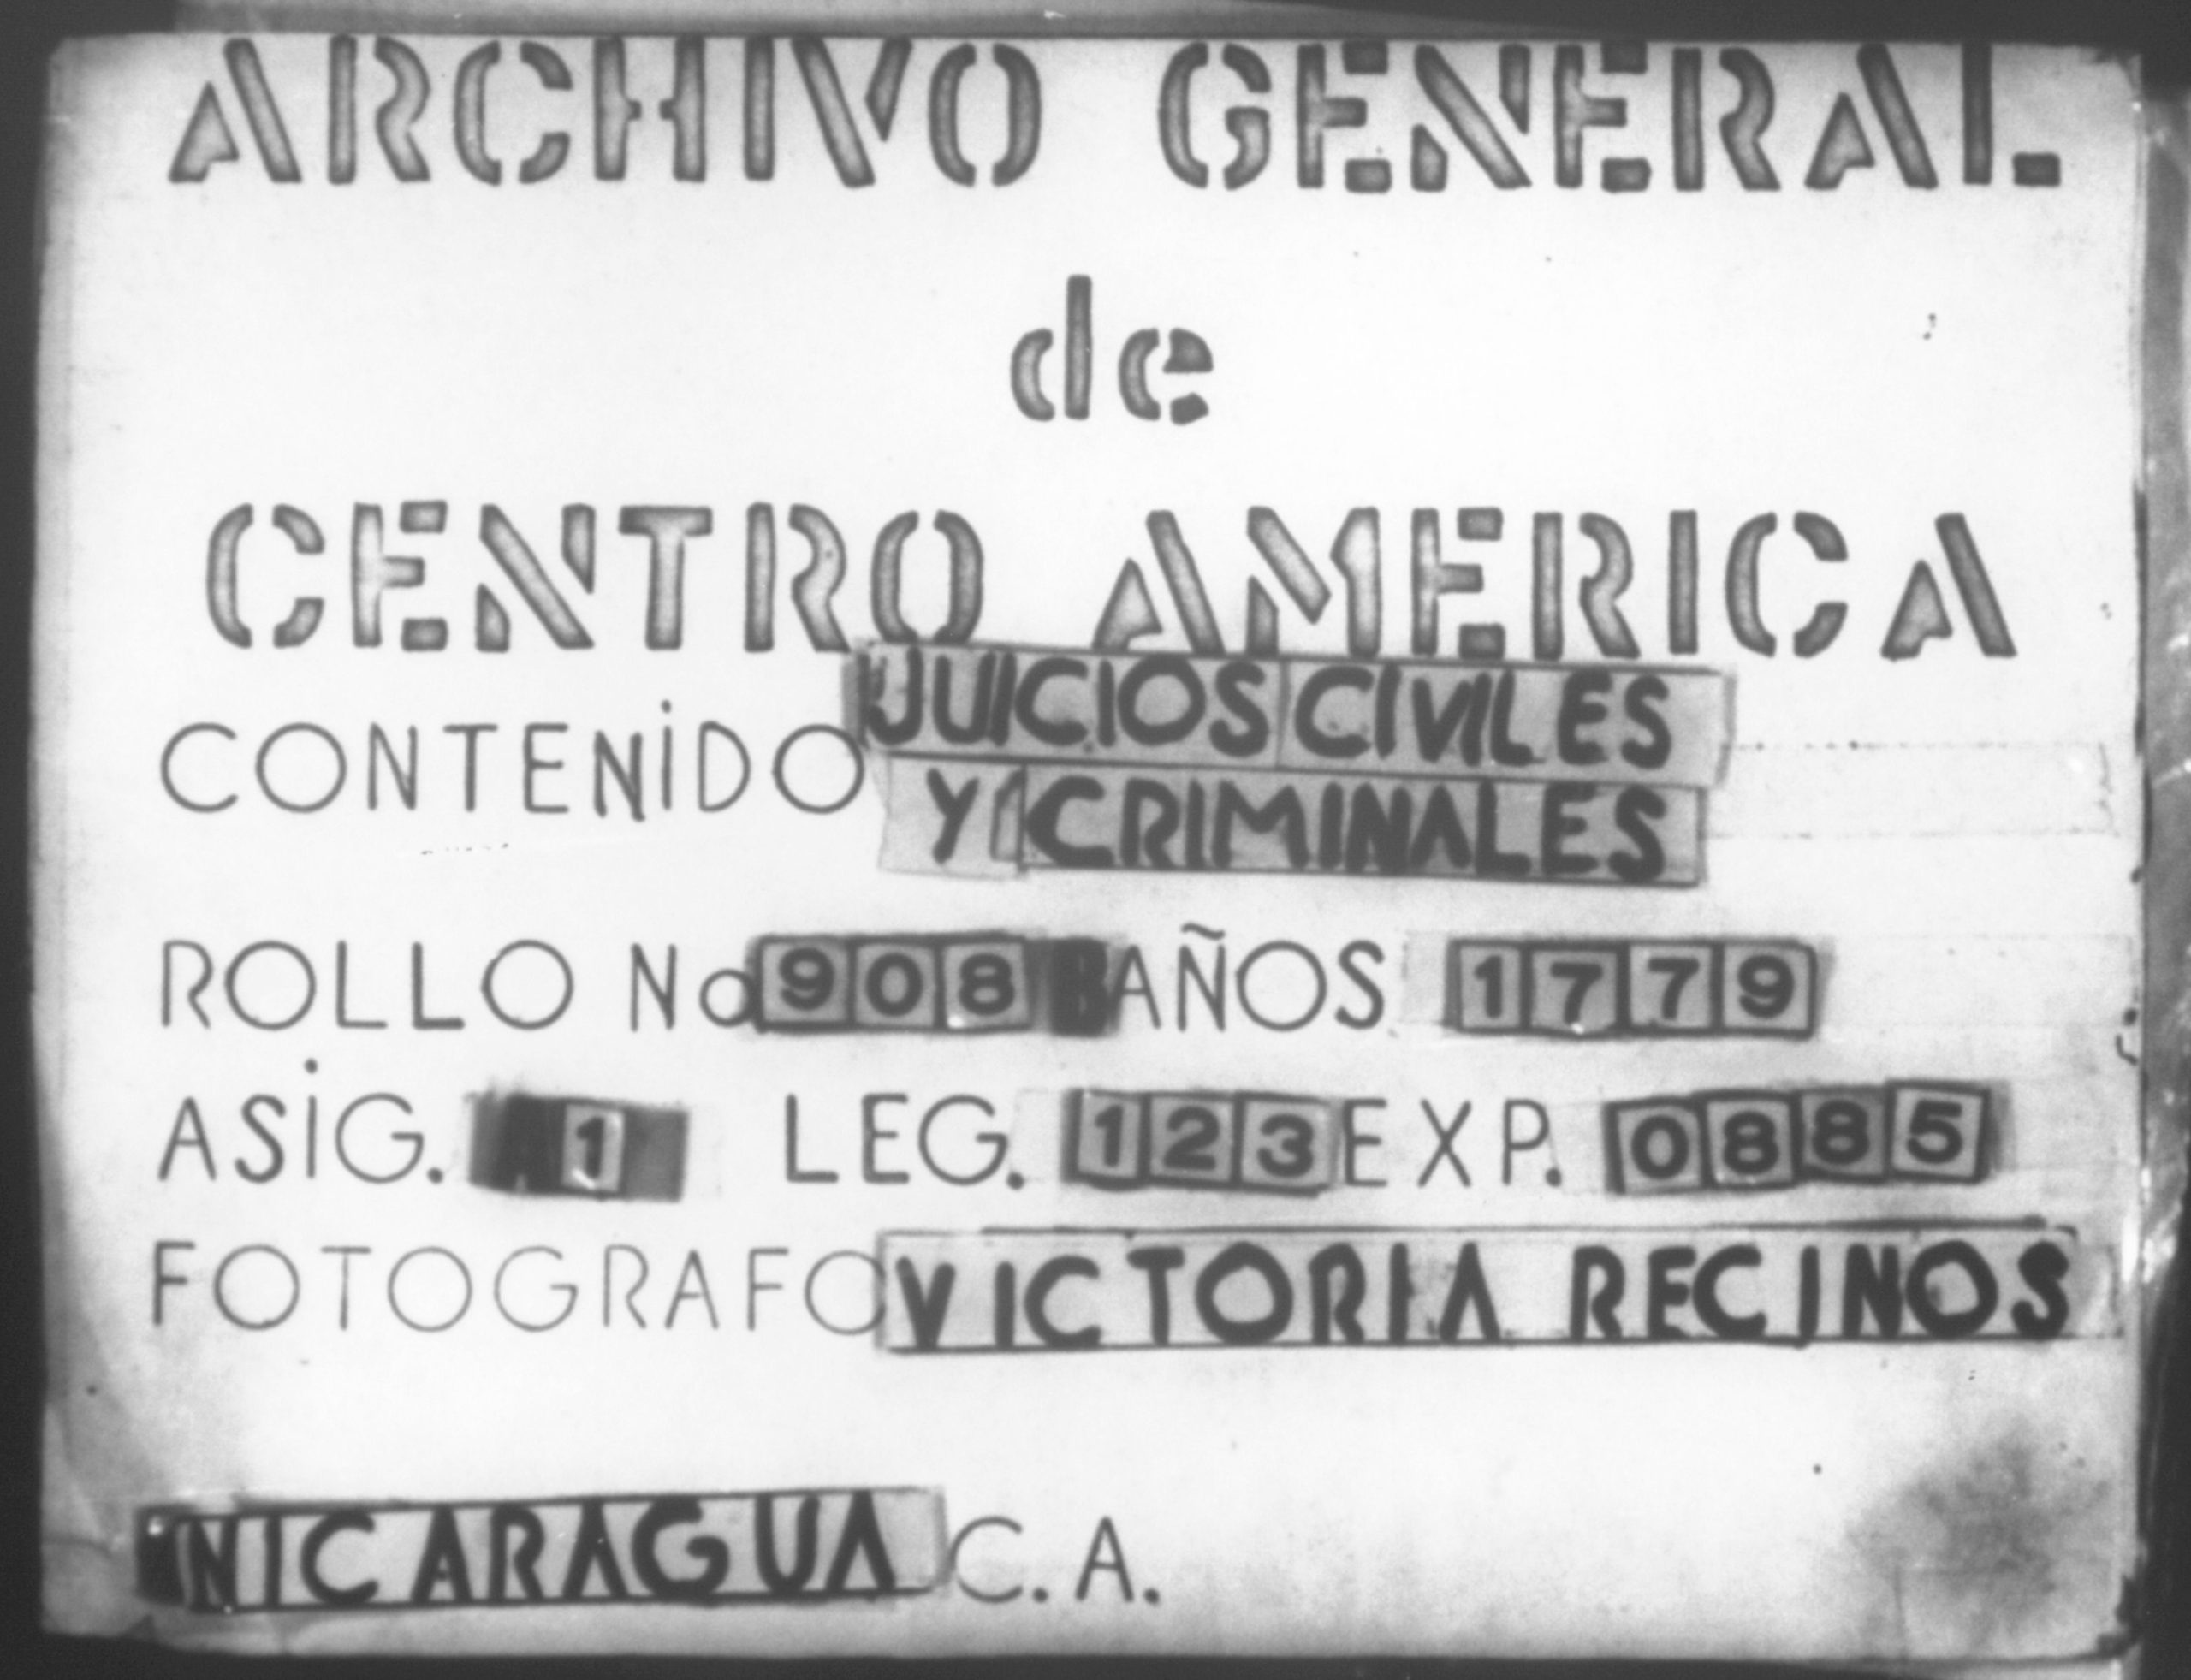 ARCHIVO GENERAL
de
CENTRO AMERICA
CONTENIDO JUICIOS CIVILES
Y CRIMINALES
ROLLO No 908 B AÑOS 1779
ASIG. A1 LEG. 123 EXP. 0885
FOTOGRAFO VICTORIA RECINOS
NICARAGUA C.A.